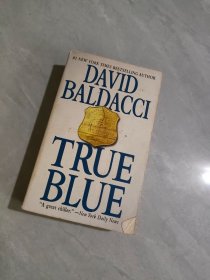 #1 NEW YORK TIMES BESTSELLING AUTHOR
DAVID
BALDACCI
TRUE
BLUE
"A great thriller."—New York Daily News